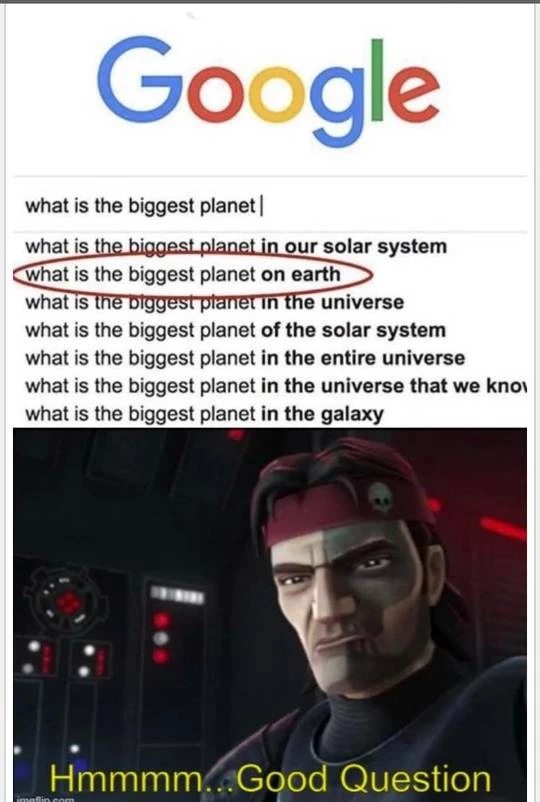 Google
what is the biggest planet
what is the biggest planet in our solar system
what is the biggest planet on earth
what is the biggest planet in the universe
what is the biggest planet of the solar system
what is the biggest planet in the entire universe
what is the biggest planet in the universe that we know
what is the biggest planet in the galaxy
Hmmmm...Good Question
imgflip.com